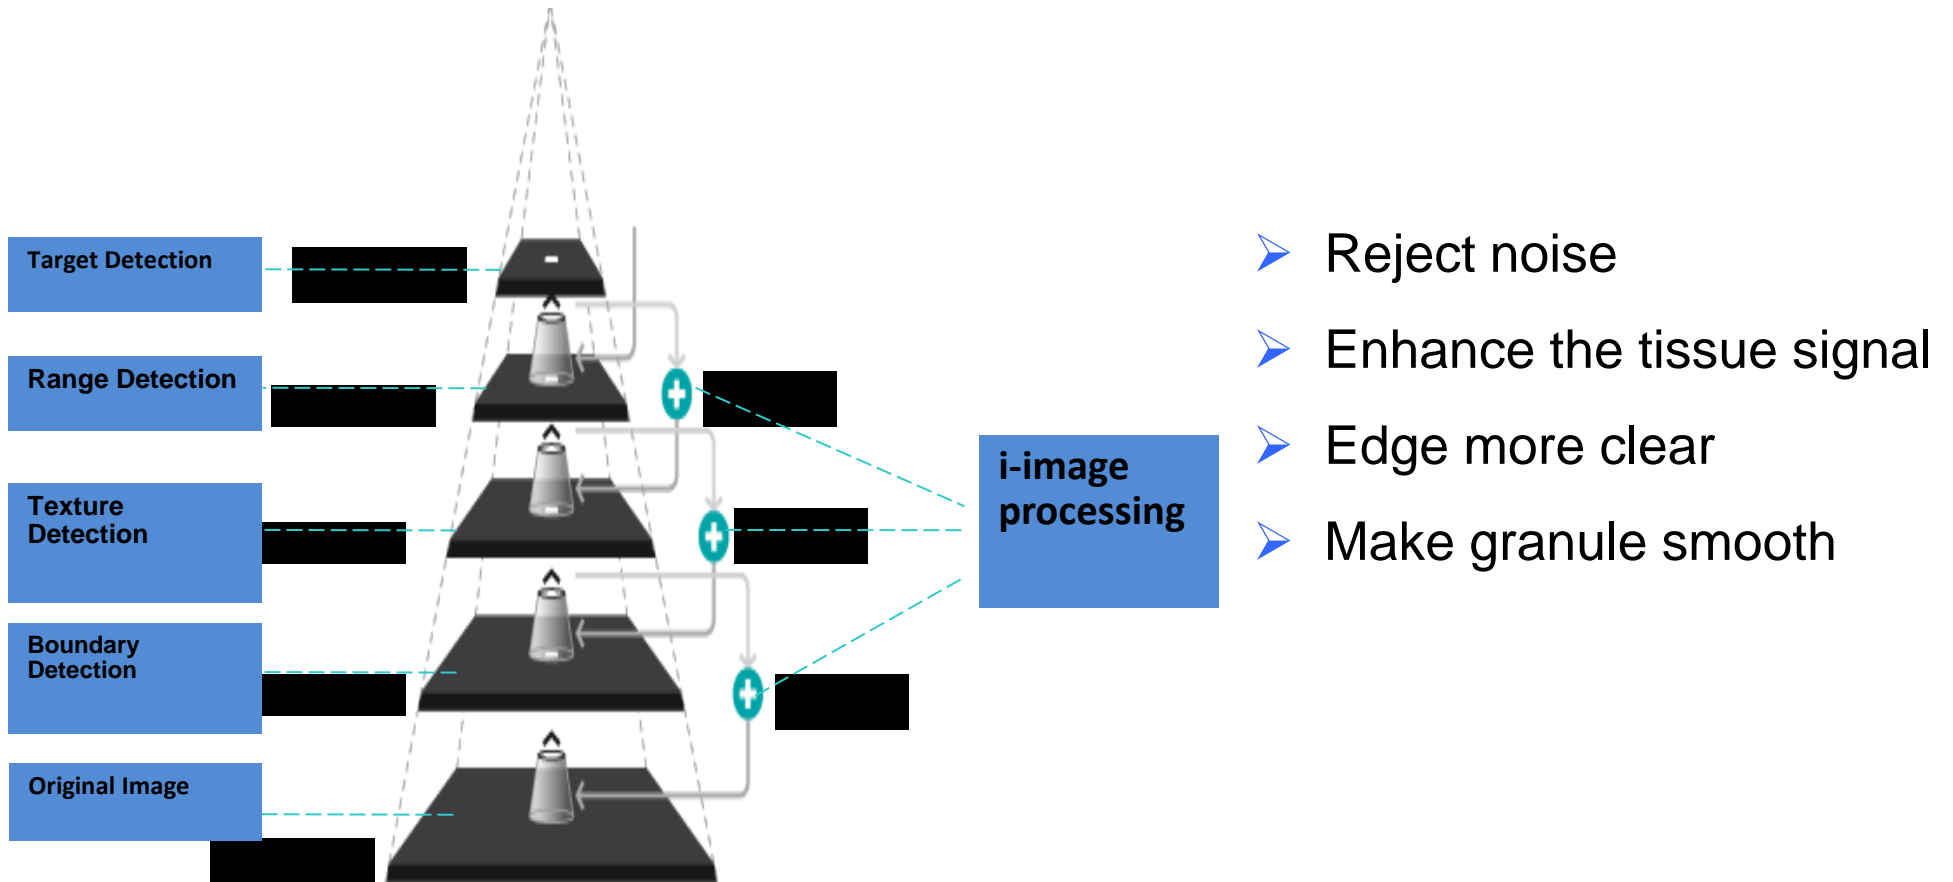 Target Detection
Range Detection
Texture
Detection
Boundary
Detection
Original Image
i-image
processing
Reject noise
Enhance the tissue signal
Edge more clear
Make granule smooth